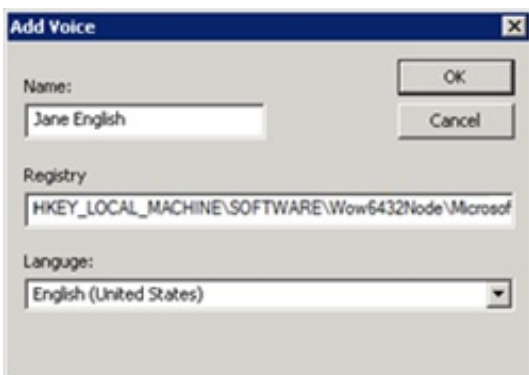 Add Voice
Name:
OK
Jane English
Cancel
Registry
HKEY_LOCAL_MACHINE\SOFTWARE\Wow6432Node\Microsof
Languge:
English (United States)